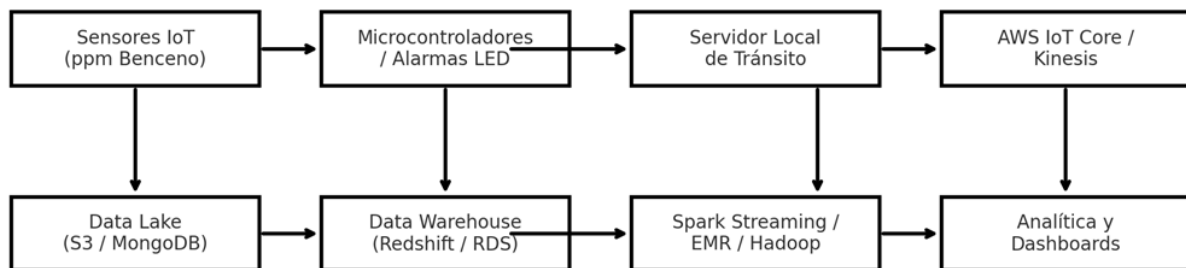 Sensores IoT
(ppm Benceno)
Microcontroladores
/ Alarmas LED
Servidor Local
de Tránsito
AWS IoT Core /
Kinesis
Data Lake
(S3 / MongoDB)
Data Warehouse
(Redshift / RDS)
Spark Streaming /
EMR / Hadoop
Analítica y
Dashboards